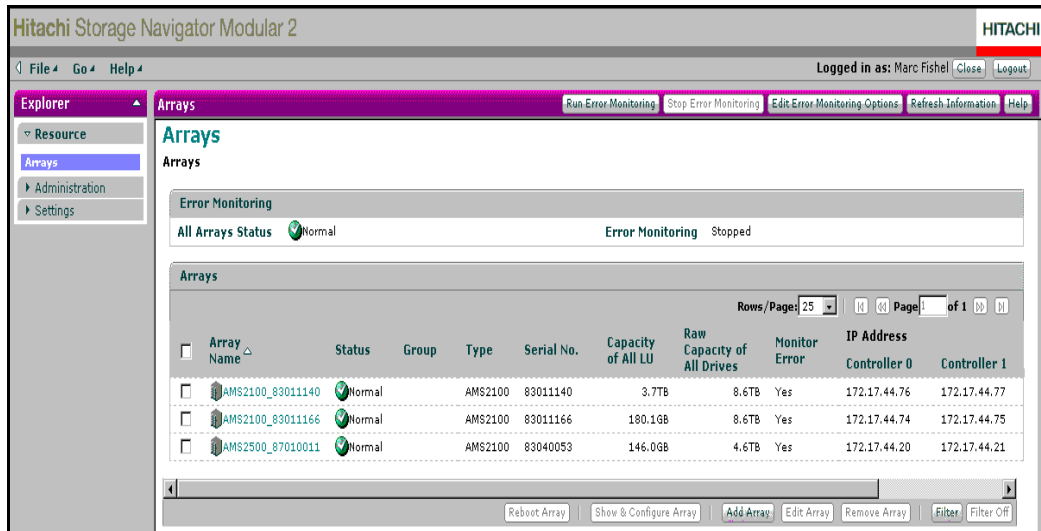 Hitachi Storage Navigator Modular 2
HITACHI
File Go Help
Logged in as: Marc Fishel Close Logout
Explorer
Resource
Arrays
Administration
Settings
Arrays Run Error Monitoring Stop Error Monitoring Edit Error Monitoring Options Refresh Information Help
Arrays
Arrays
Error Monitoring
All Arrays Status Normal Error Monitoring Stopped
Arrays
Rows/Page: 25 Page 1 of 1
Array Name Status Group Type Serial No. Capacity of All LU Raw Capacity of All Drives Monitor Error IP Address Controller 0 Controller 1
AMS2100_83011140 Normal AMS2100 83011140 3.7TB 8.6TB Yes 172.17.44.76 172.17.44.77
AMS2100_83011166 Normal AMS2100 83011166 180.1GB 8.6TB Yes 172.17.44.74 172.17.44.75
AMS2500_87010011 Normal AMS2100 83040053 146.0GB 4.6TB Yes 172.17.44.20 172.17.44.21
Reboot Array Show & Configure Array Add Array Edit Array Remove Array Filter Filter Off